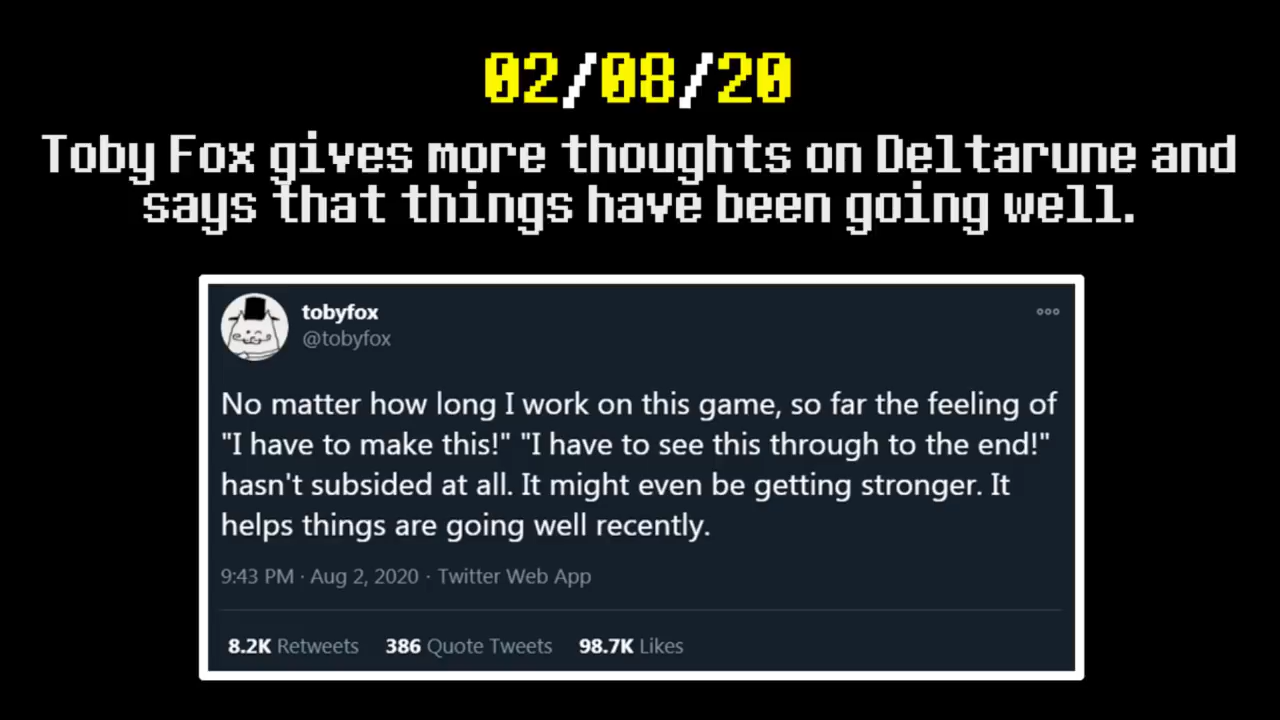 02/08/20
Toby Fox gives more thoughts on Deltarune and
says that things have been going well.
tobyfox
@tobyfox
No matter how long I work on this game, so far the feeling of
"I have to make this!" "I have to see this through to the end!"
hasn't subsided at all. It might even be getting stronger. It
helps things are going well recently.
9:43 PM · Aug 2, 2020 · Twitter Web App
8.2K Retweets 386 Quote Tweets 98.7K Likes